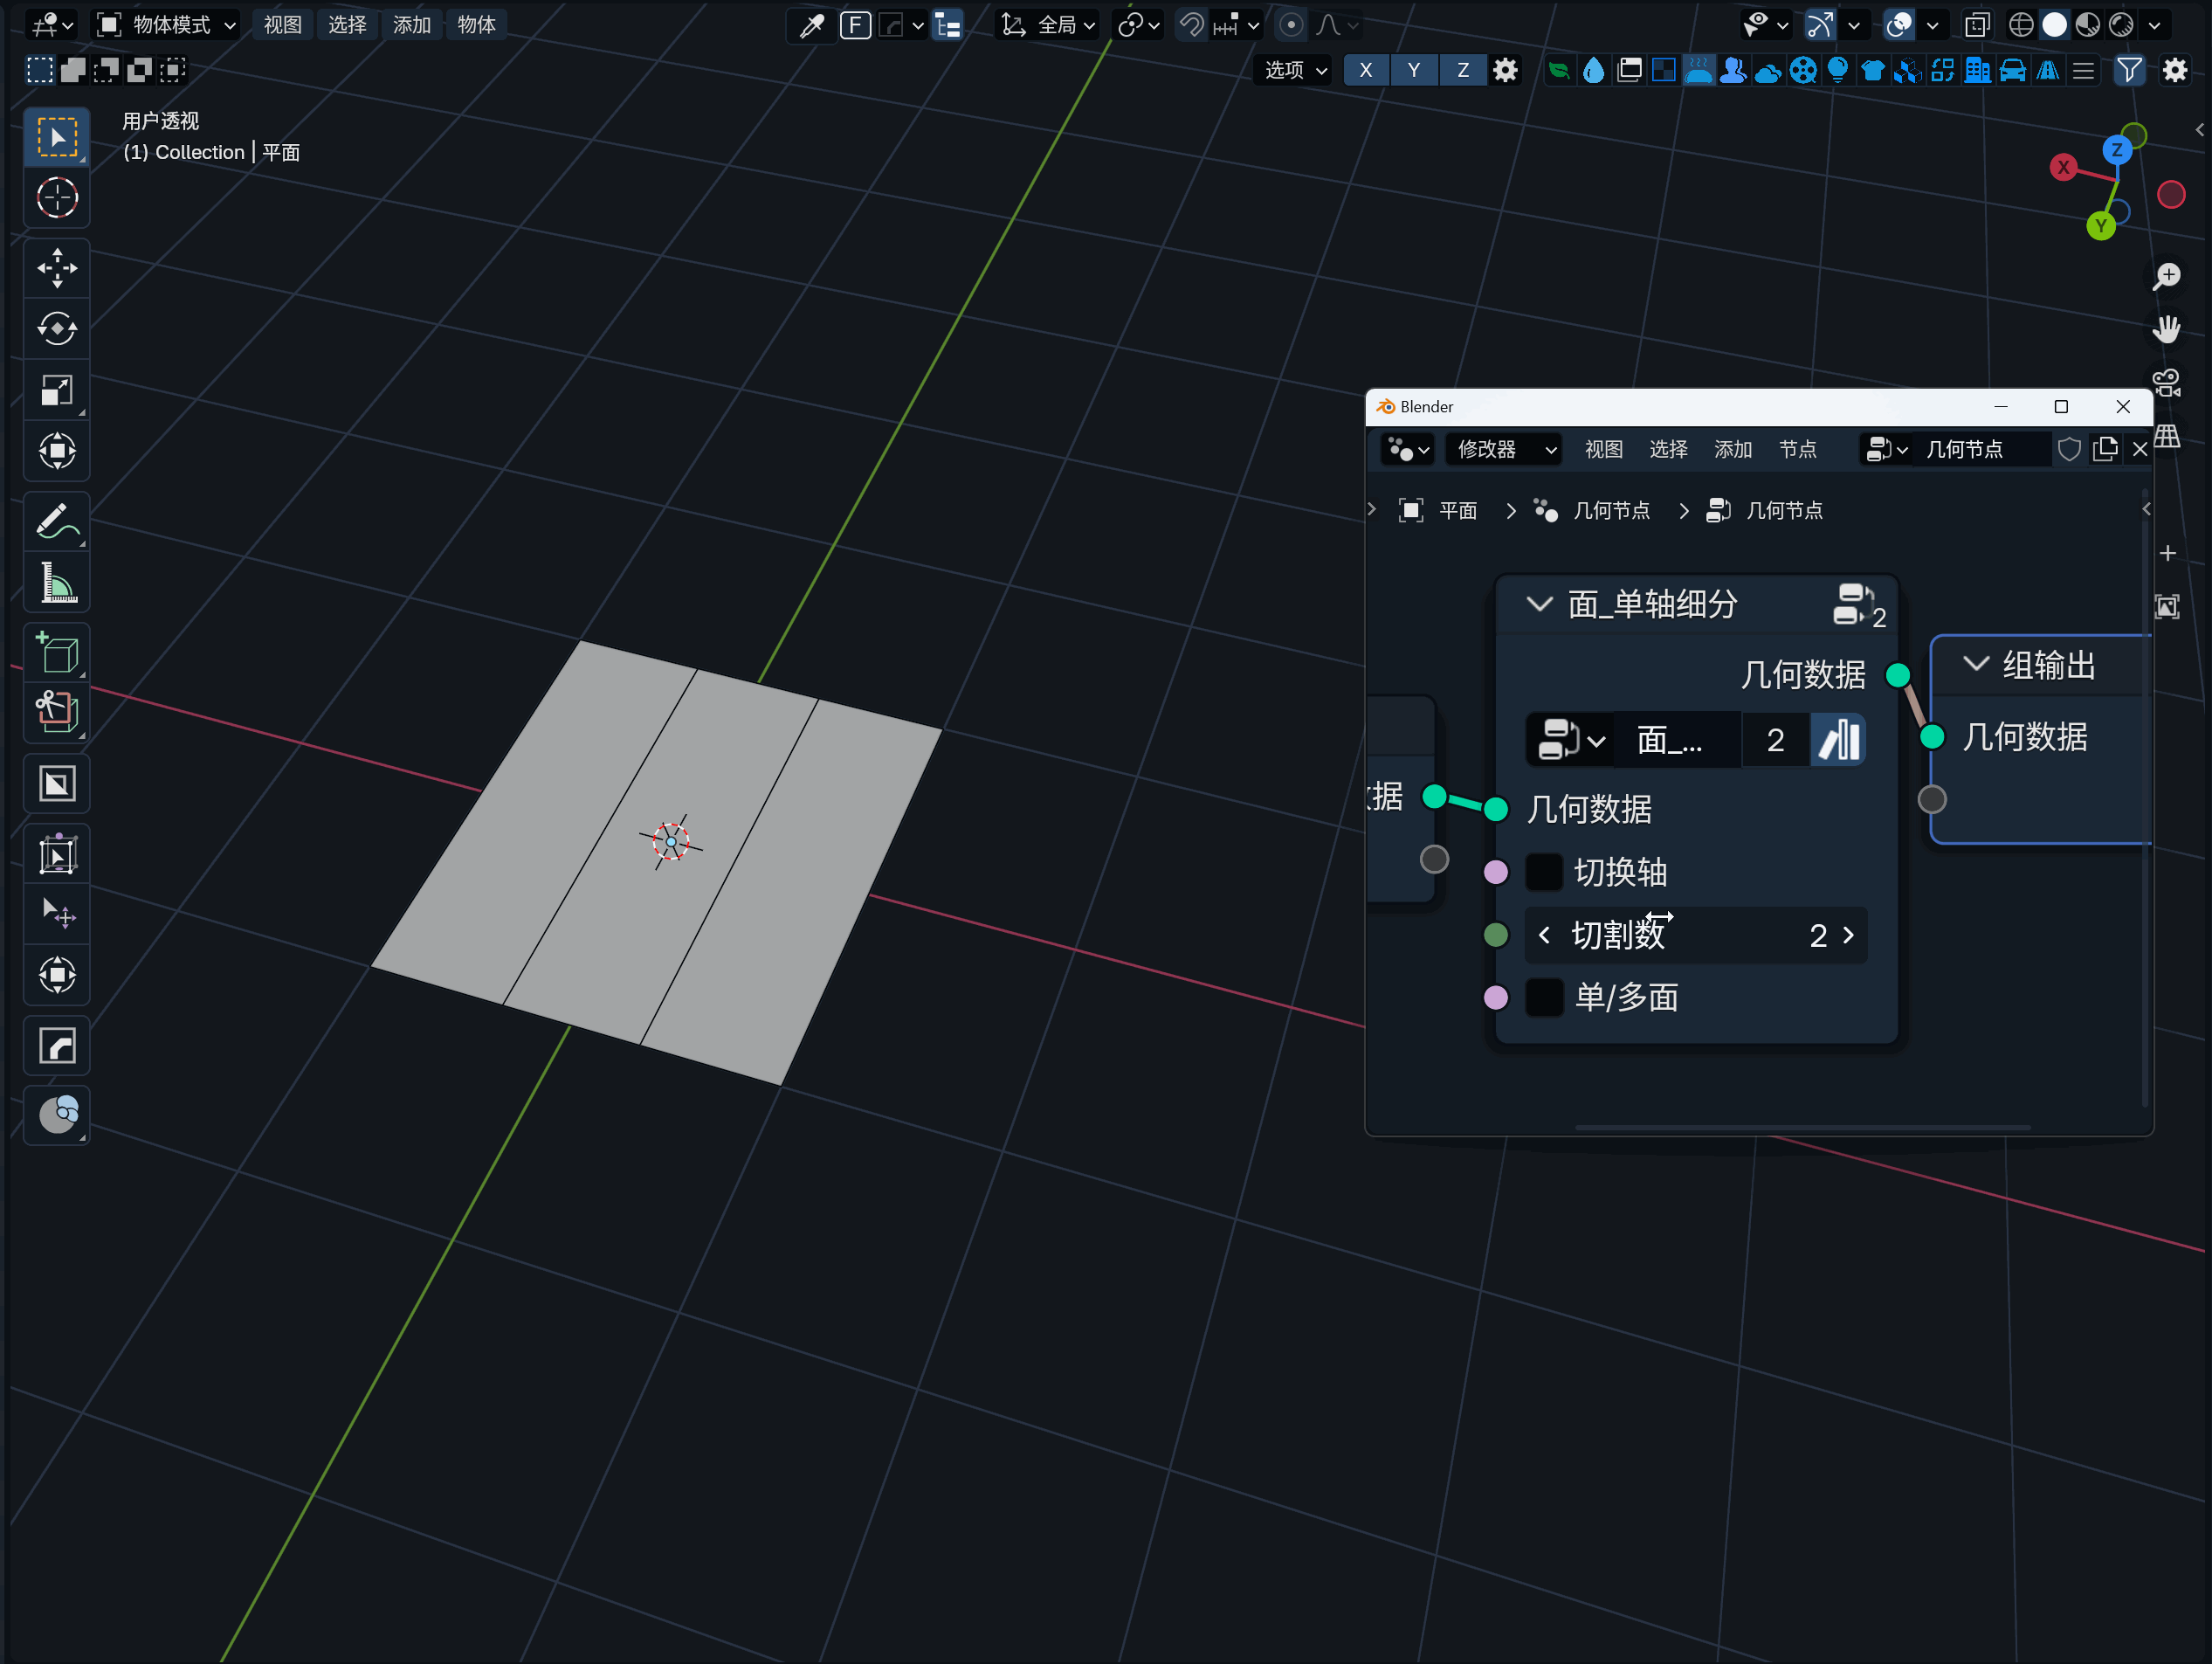 物体模式 视图 选择 添加 物体 F 全局
选项 X Y Z
用户透视
(1) Collection | 平面
Z
X
Y
Blender
修改器 视图 选择 添加 节点 几何节点
平面 > 几何节点 > 几何节点
面_单轴细分 2
几何数据
面_... 2
几何数据
切换轴
切割数 2
单/多面
据
组输出
几何数据